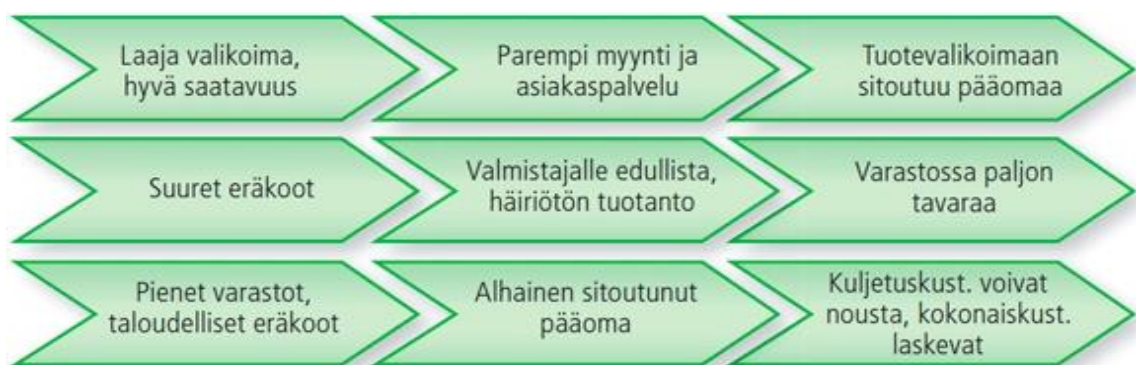 Laaja valikoima,
hyvä saatavuus
Parempi myynti ja
asiakaspalvelu
Tuotevalikoimaan
sitoutuu pääomaa
Suuret eräkoot
Valmistajalle edullista,
häiriötön tuotanto
Varastossa paljon
tavaraa
Pienet varastot,
taloudelliset eräkoot
Alhainen sitoutunut
pääoma
Kuljetuskust. voivat
nousta, kokonaiskust.
laskevat